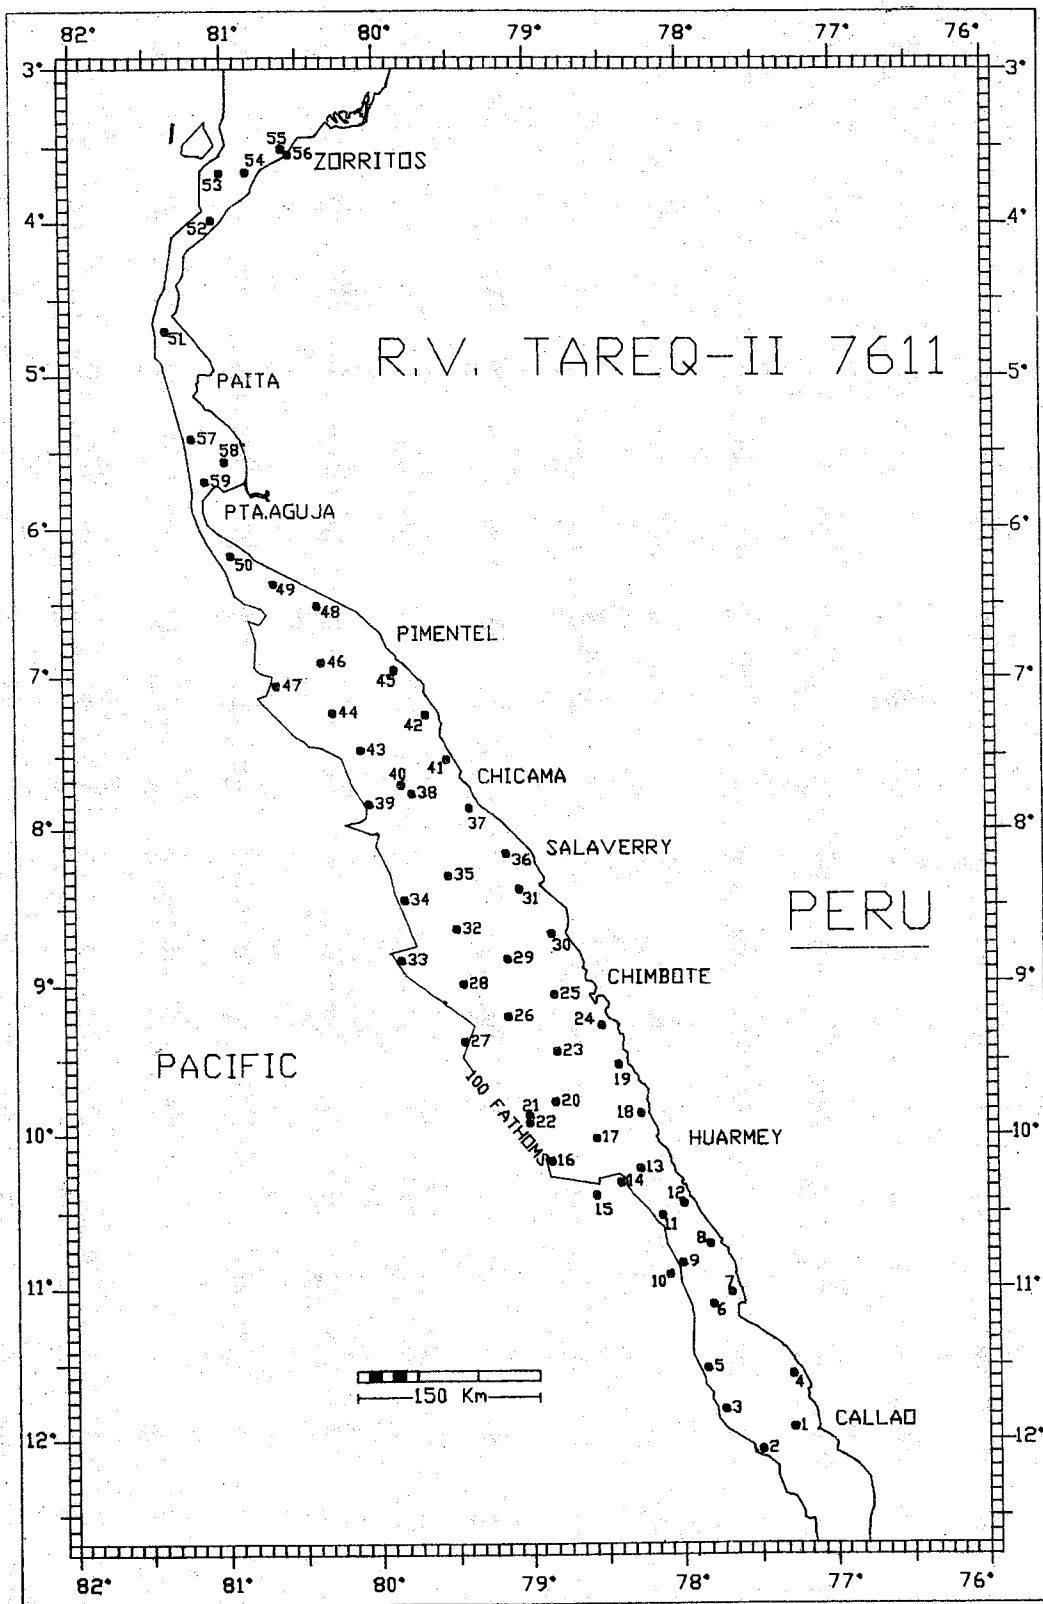 82° 81° 80° 79° 78° 77° 76°
3° 3°
55
54 56 ZORRITOS
53
4° 52 4°
51
R.V. TAREQ-II 7611
5° PAITA 5°
57
58
59
PTA.AGUJA
6° 6°
50
49
48
PIMENTEL
46
7° 47 45 7°
44 42
43
41
40 CHICAMA
39 38
37
8° 8°
36 SALAVERRY
35
34 31
PERU
32
30
33 29
28 CHIMBOTE
9° 25 9°
26 24
27 23
PACIFIC 19
100 FATHOMS
21 20 18
22
10° 17 HUARMEY 10°
16 13
14
15 12
11
8
9
10
11° 7 11°
6
5
4
150 Km
3
1 CALLAO
12° 2 12°
82° 81° 80° 79° 78° 77° 76°